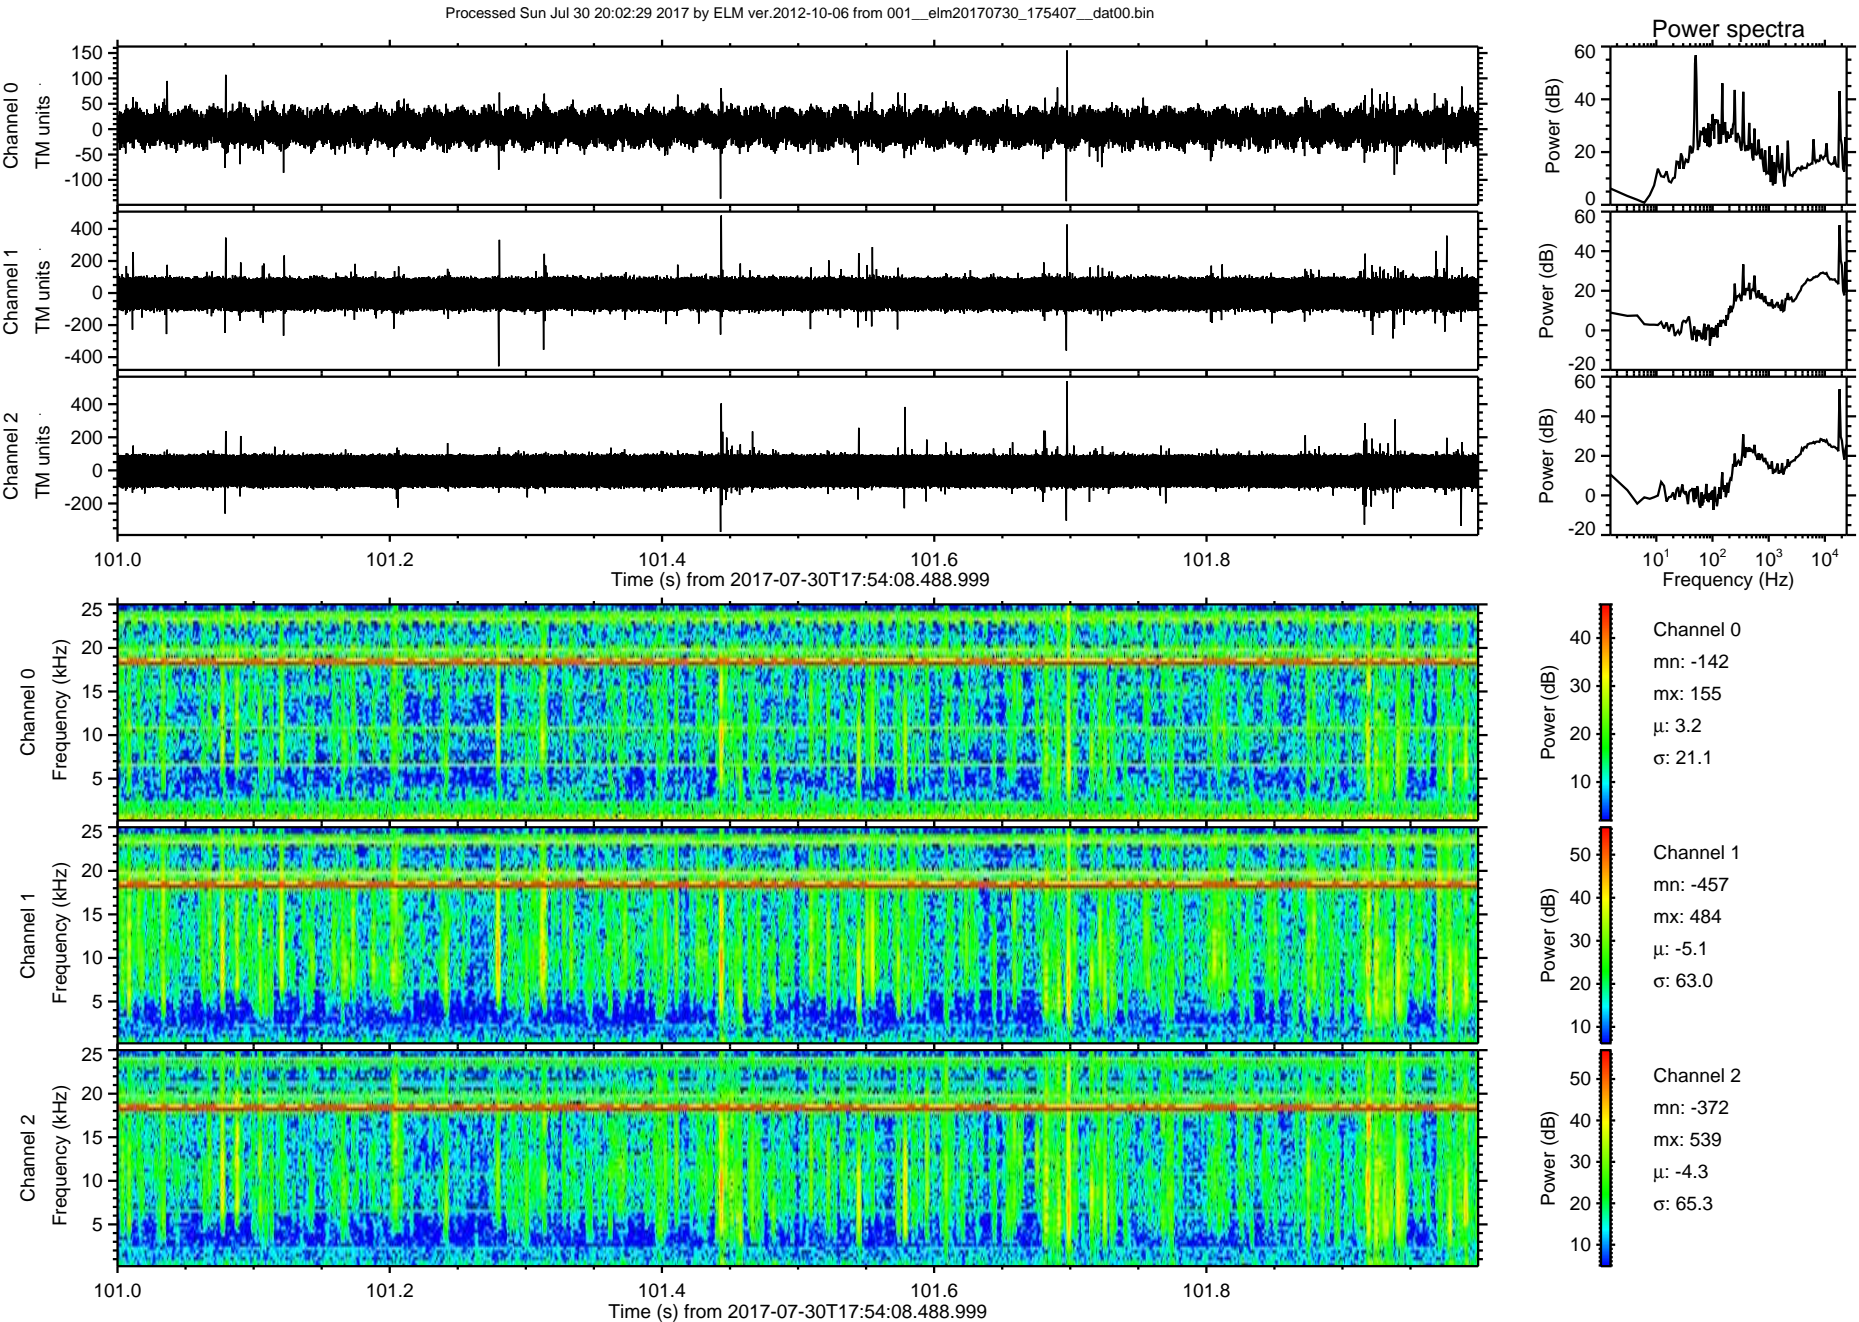 Processed Sun Jul 30 20:02:29 2017 by ELM ver.2012-10-06 from 001__elm20170730_175407__dat00.bin
Power spectra
Channel 0
TM units
150
100
50
0
-50
-100
Power (dB)
60
40
20
0
Channel 1
TM units
400
200
0
-200
-400
Power (dB)
60
40
20
0
-20
Channel 2
TM units
400
200
0
-200
Power (dB)
60
40
20
0
-20
101.0 101.2 101.4 101.6 101.8
Time (s) from 2017-07-30T17:54:08.488.999
10¹ 10² 10³ 10⁴
Frequency (Hz)
Channel 0
Frequency (kHz)
25
20
15
10
5
Power (dB)
40
30
20
10
Channel 0
mn: -142
mx: 155
μ: 3.2
σ: 21.1
Channel 1
Frequency (kHz)
25
20
15
10
5
Power (dB)
50
40
30
20
10
Channel 1
mn: -457
mx: 484
μ: -5.1
σ: 63.0
Channel 2
Frequency (kHz)
25
20
15
10
5
Power (dB)
50
40
30
20
10
Channel 2
mn: -372
mx: 539
μ: -4.3
σ: 65.3
101.0 101.2 101.4 101.6 101.8
Time (s) from 2017-07-30T17:54:08.488.999